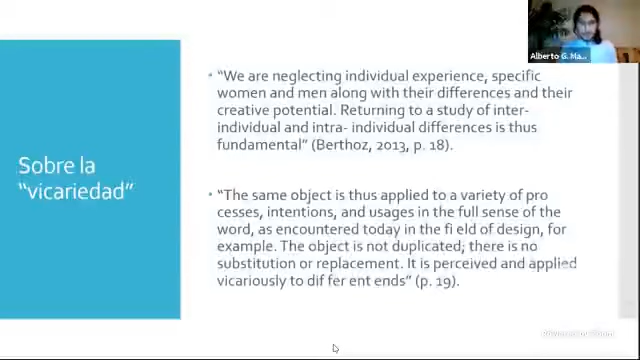 Alberto G. Ma...
Sobre la
"vicariedad"
• "We are neglecting individual experience, specific
women and men along with their differences and their
creative potential. Returning to a study of inter-
individual and intra- individual differences is thus
fundamental" (Berthoz, 2013, p. 18).
• "The same object is thus applied to a variety of pro
cesses, intentions, and usages in the full sense of the
word, as encountered today in the fi eld of design, for
example. The object is not duplicated; there is no
substitution or replacement. It is perceived and applied
vicariously to dif fer ent ends" (p. 19).